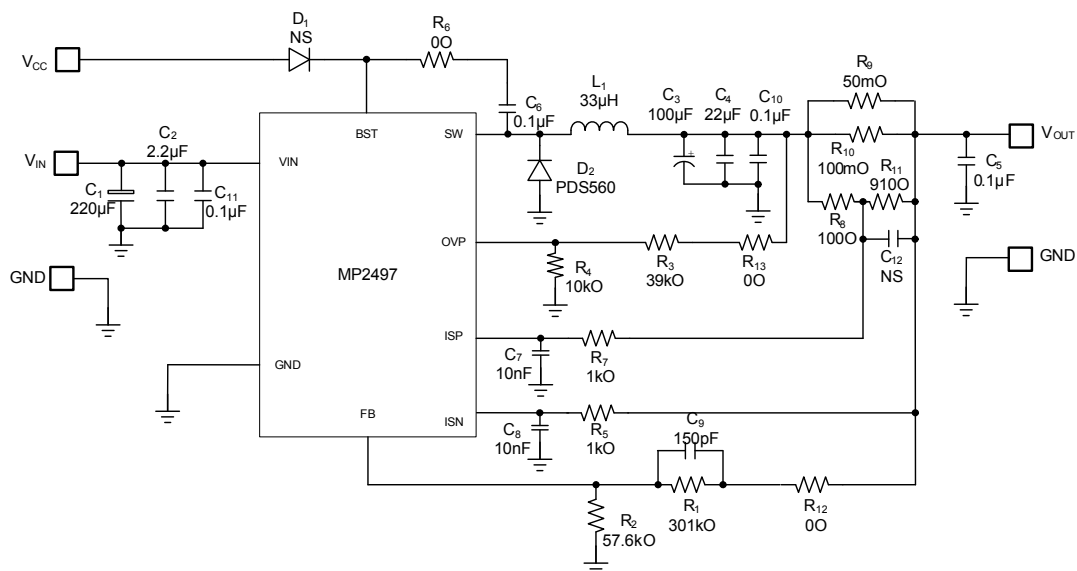 D1
NS
R6
0O
VCC
L1
33µH
C6
0.1µF
C3
100µF
C4
22µF
C10
0.1µF
R9
50mO
BST
SW
VOUT
VIN
C2
2.2µF
VIN
R10
100mO
R11
910O
C5
0.1µF
D2
PDS560
C1
220µF
C11
0.1µF
R8
100O
OVP
C12
NS
GND
MP2497
R4
10kO
R3
39kO
R13
0O
GND
ISP
C7
10nF
R7
1kO
GND
FB
ISN
C8
10nF
R5
1kO
C9
150pF
R2
57.6kO
R1
301kO
R12
0O